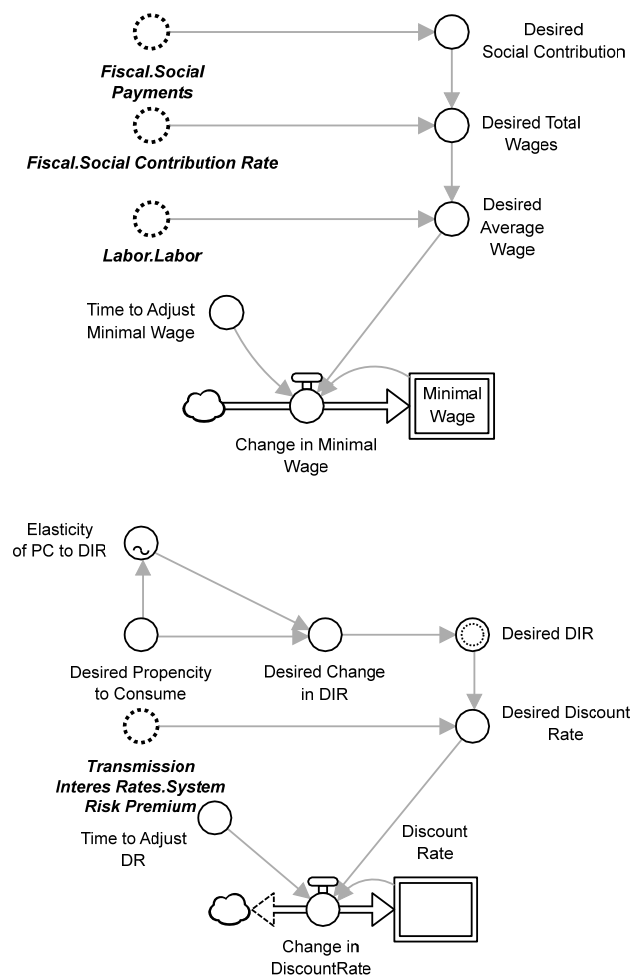 Desired
Social Contribution
Fiscal.Social
Payments
Desired Total
Wages
Fiscal.Social Contribution Rate
Desired
Average
Wage
Labor.Labor
Time to Adjust
Minimal Wage
Minimal
Wage
Change in Minimal
Wage
Elasticity
of PC to DIR
Desired DIR
Desired Propencity
to Consume
Desired Change
in DIR
Desired Discount
Rate
Transmission
Interes Rates.System
Risk Premium
Time to Adjust
DR
Discount
Rate
Change in
DiscountRate